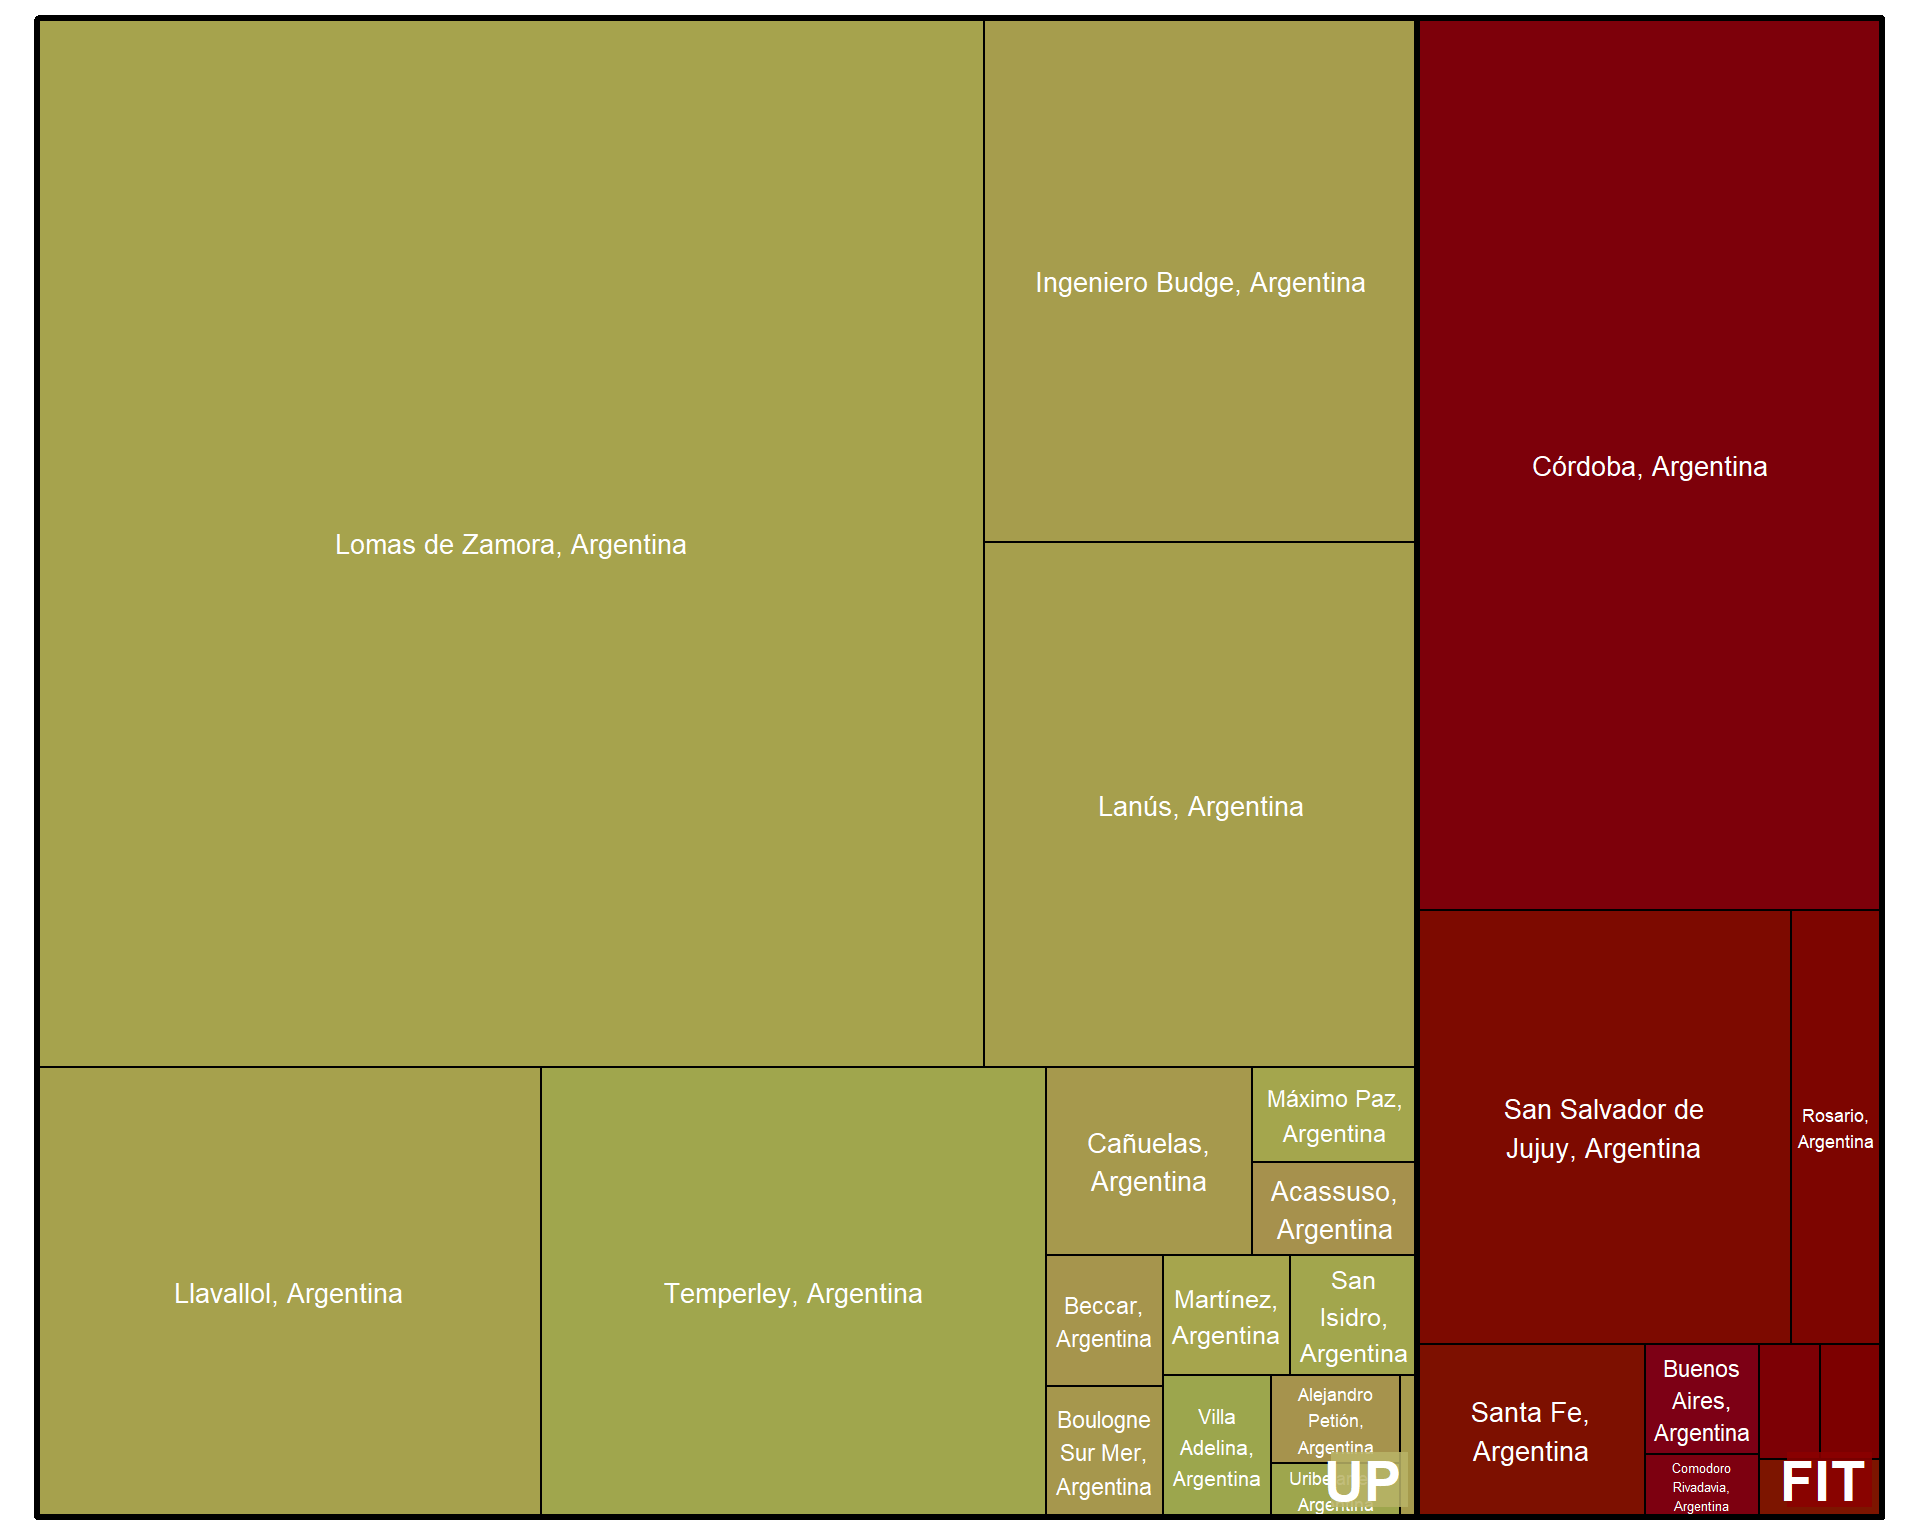 Lomas de Zamora, Argentina
Ingeniero Budge, Argentina
Lanús, Argentina
Llavallol, Argentina
Temperley, Argentina
Cañuelas,
Argentina
Máximo Paz,
Argentina
Acassuso,
Argentina
Beccar,
Argentina
Martínez,
Argentina
San
Isidro,
Argentina
Boulogne
Sur Mer,
Argentina
Villa
Adelina,
Argentina
Alejandro
Petión,
Argentina
Argentina
UP
Córdoba, Argentina
San Salvador de
Jujuy, Argentina
Rosario,
Argentina
Santa Fe,
Argentina
Buenos
Aires,
Argentina
Comodoro
Rivadavia,
Argentina
FIT